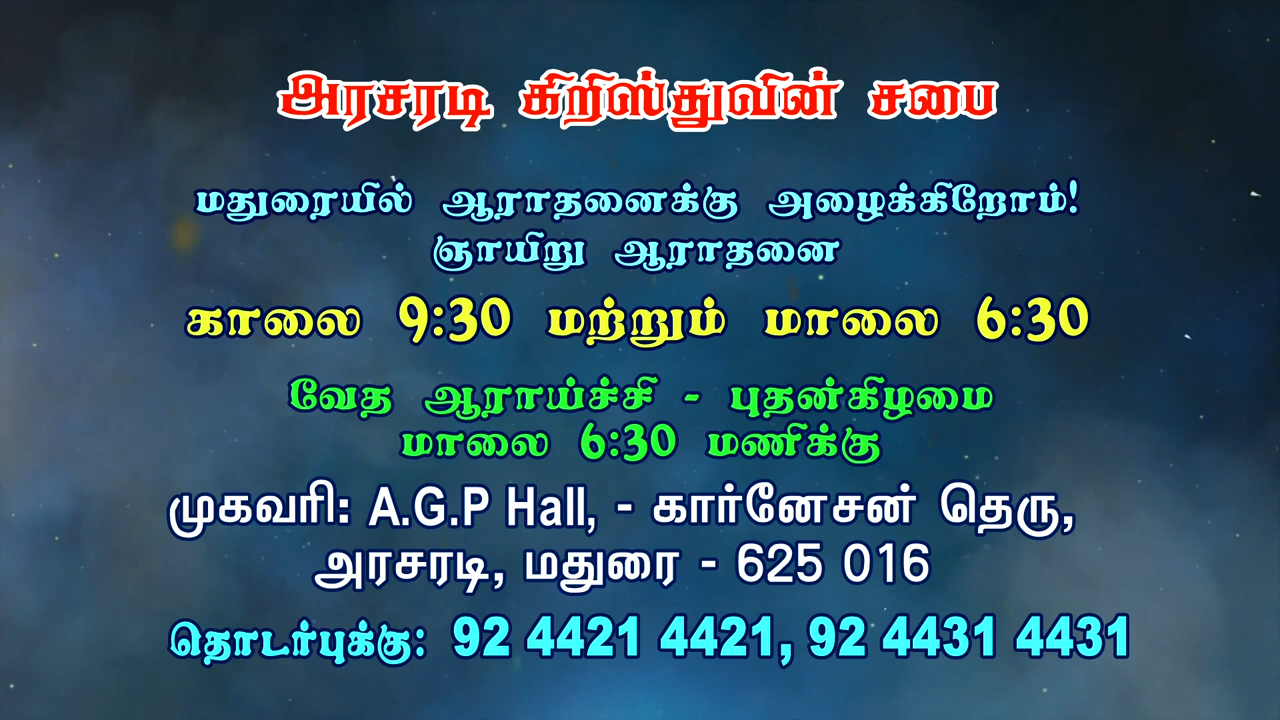 அரசரடி கிறிஸ்துவின் சபை
மதுரையில் ஆராதனைக்கு அழைக்கிறோம்!
ஞாயிறு ஆராதனை
காலை 9:30 மற்றும் மாலை 6:30
வேத ஆராய்ச்சி - புதன்கிழமை
மாலை 6:30 மணிக்கு
முகவரி: A.G.P Hall, - கார்னேசன் தெரு,
அரசரடி, மதுரை - 625 016
தொடர்புக்கு: 92 4421 4421, 92 4431 4431